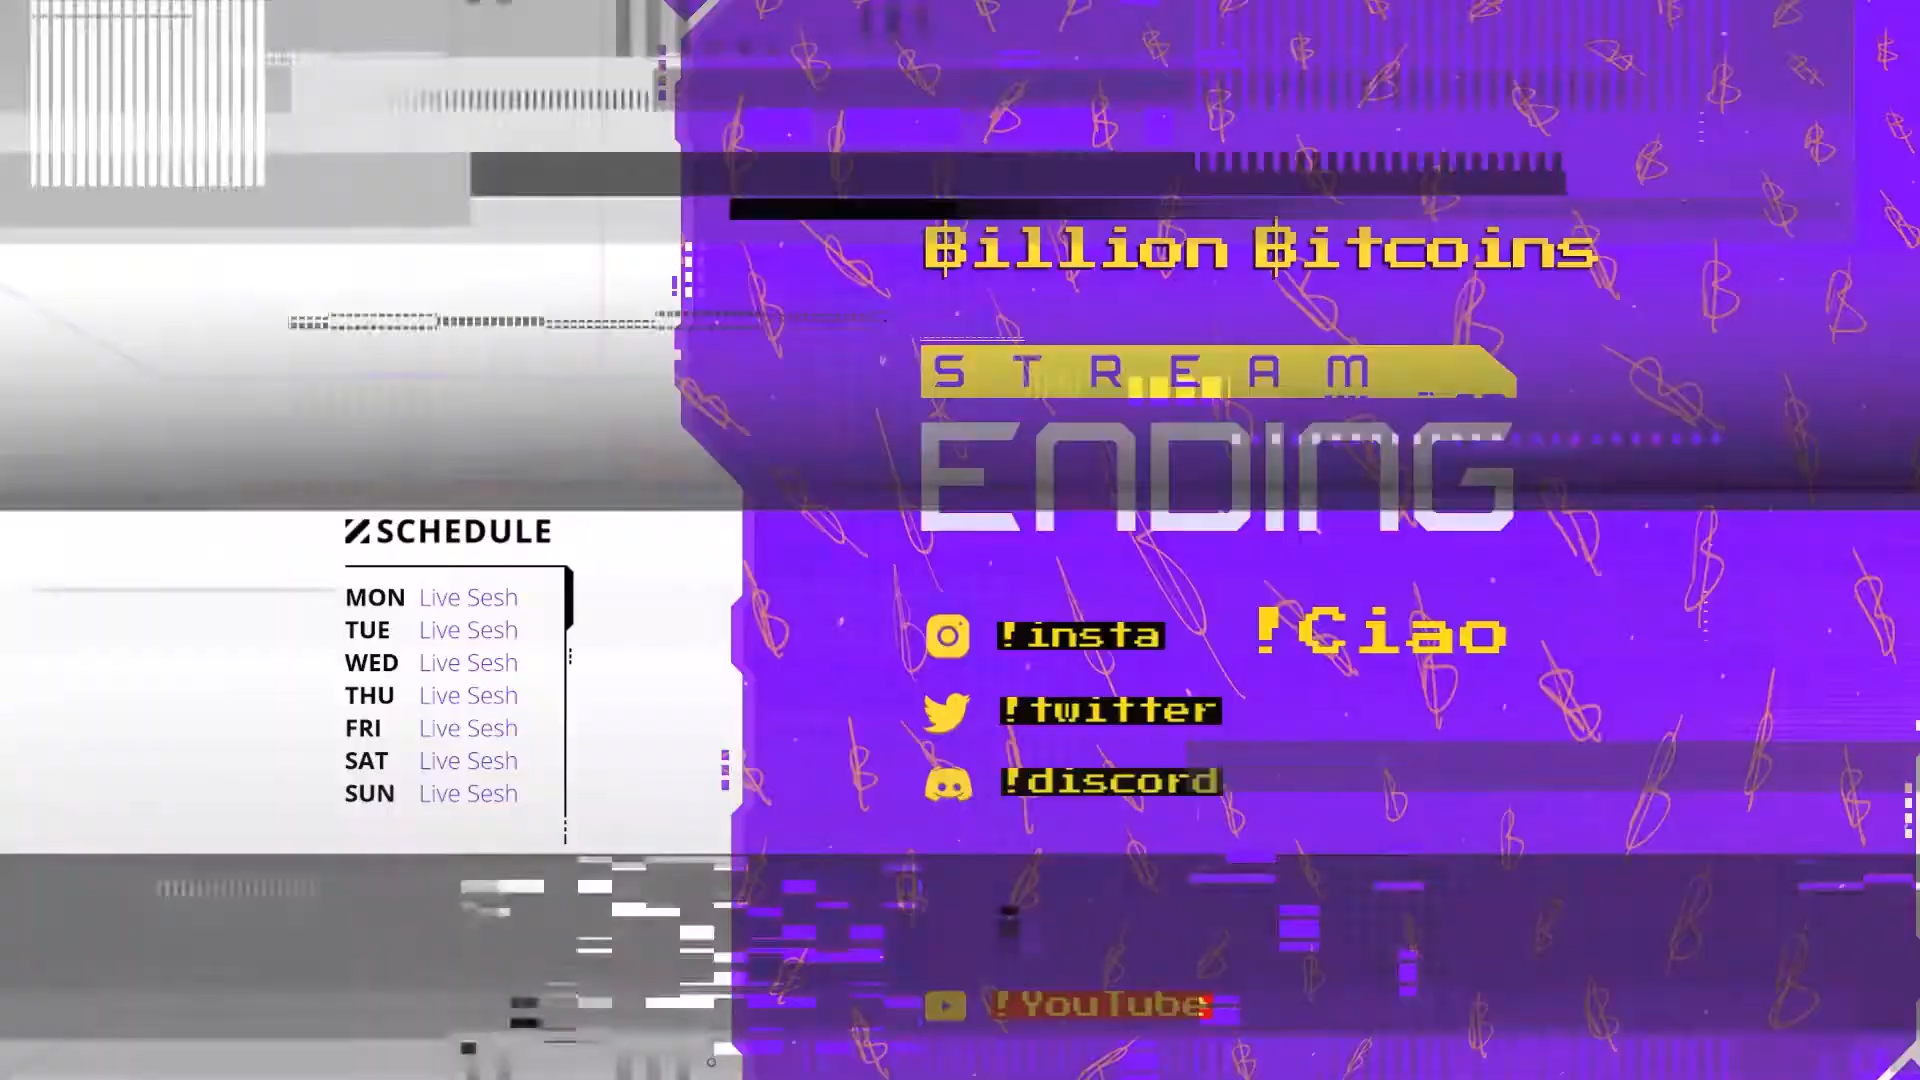 Billion Bitcoins
STREAM
ENDING
SCHEDULE
MON Live Sesh
TUE Live Sesh
WED Live Sesh
THU Live Sesh
FRI Live Sesh
SAT Live Sesh
SUN Live Sesh
!insta
!Ciao
!twitter
!discord
!YouTube